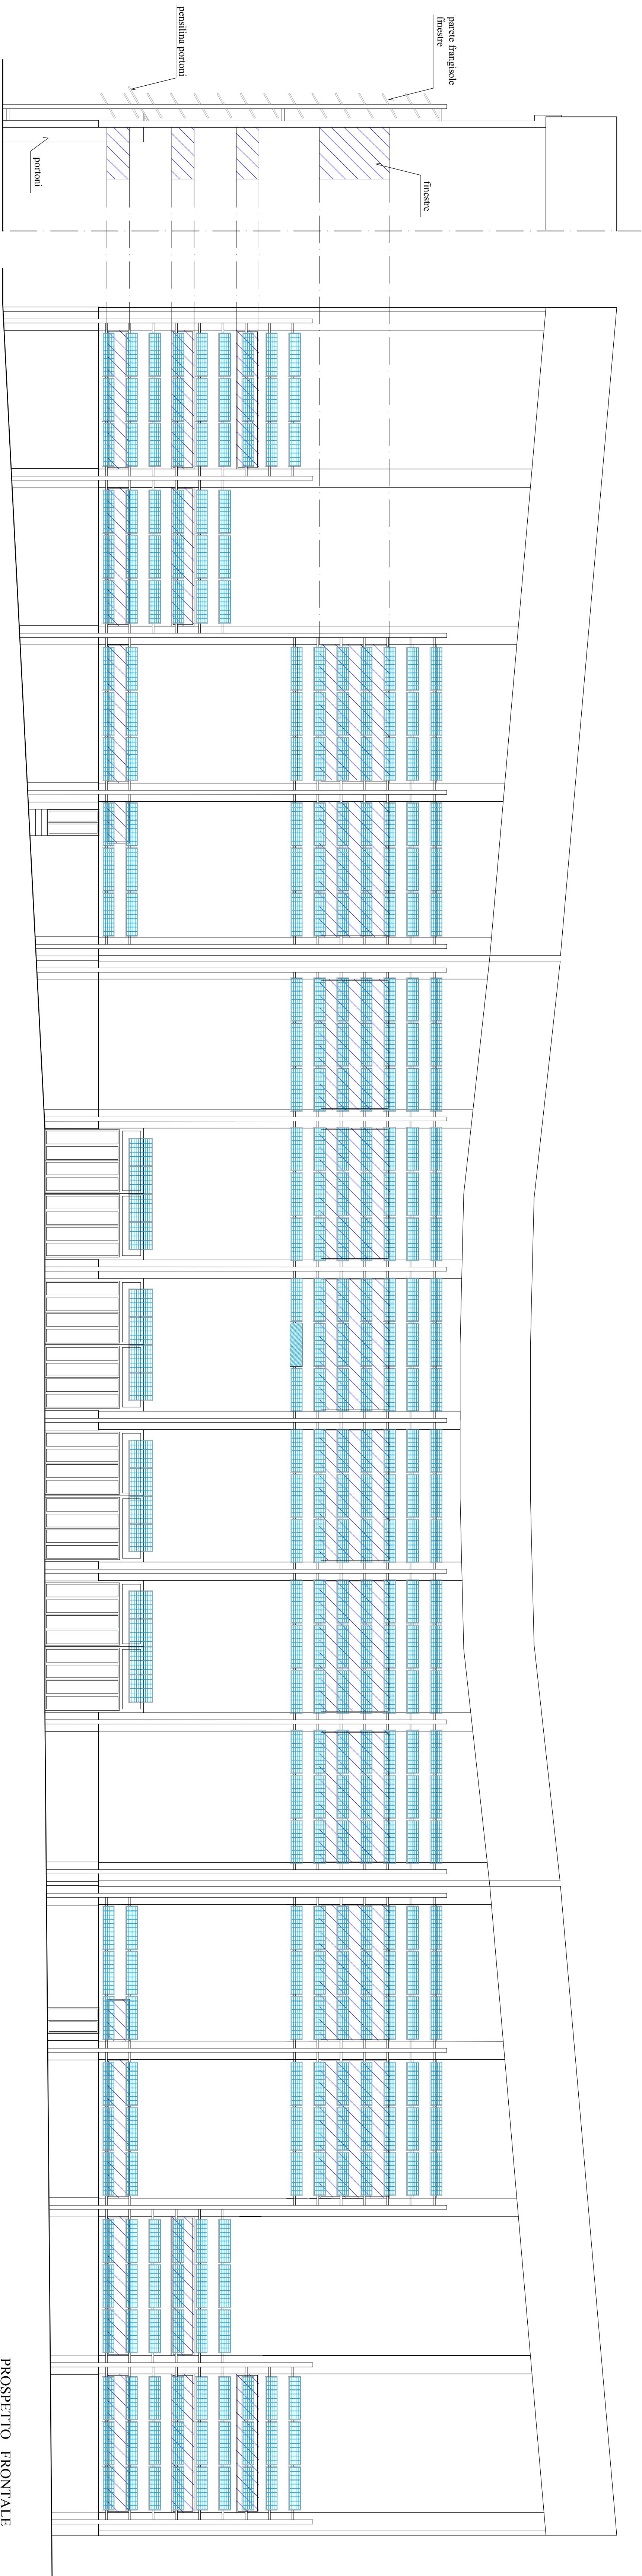 parete frangisole
finestre
pensilina portoni
finestre
portoni
PROSPETTO FRONTALE